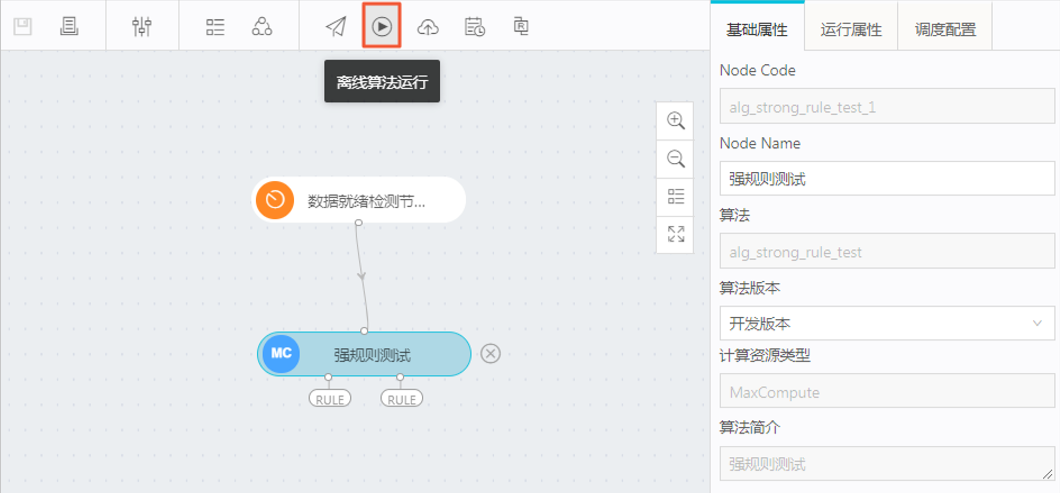 基础属性
运行属性
调度配置
离线算法运行
数据就绪检测节...
MC
强规则测试
RULE
RULE
Node Code
alg_strong_rule_test_1
Node Name
强规则测试
算法
alg_strong_rule_test
算法版本
开发版本
计算资源类型
MaxCompute
算法简介
强规则测试